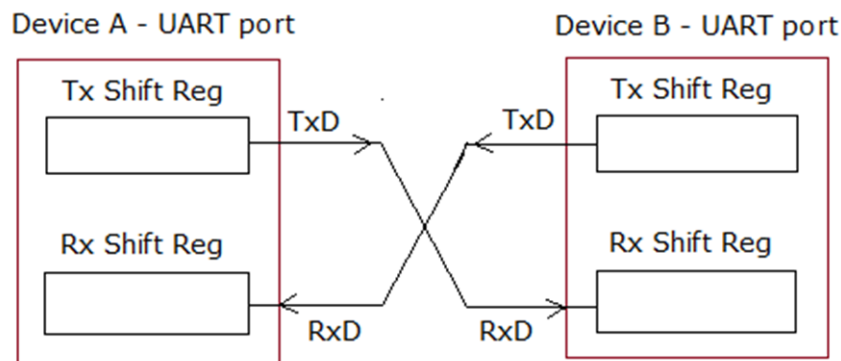 Device A - UART port
Device B - UART port
Tx Shift Reg
Tx Shift Reg
TxD
TxD
Rx Shift Reg
Rx Shift Reg
RxD
RxD